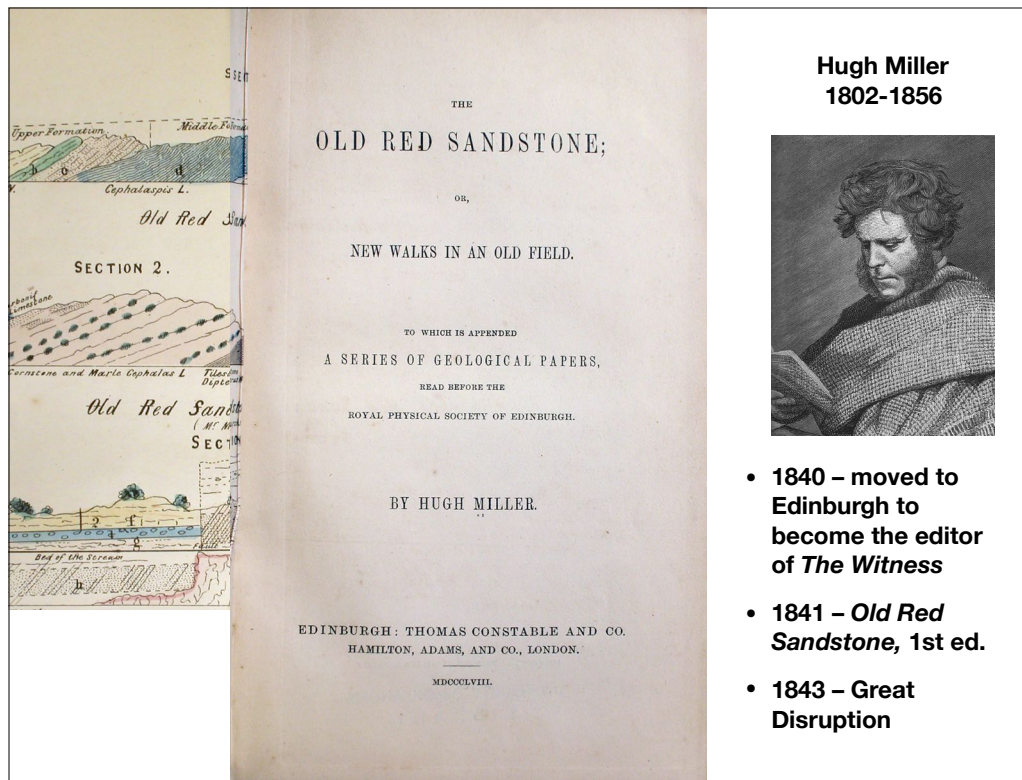 Upper Formation
Middle
b o d
Cephalaspis L.
Old Red
SECTION 2.
Limestone
Cornstone and Marle Cephalas L
Old Red
SECT
2 f
g
Bed of the Stream
h
THE
OLD RED SANDSTONE;
OR,
NEW WALKS IN AN OLD FIELD.
TO WHICH IS APPENDED
A SERIES OF GEOLOGICAL PAPERS,
READ BEFORE THE
ROYAL PHYSICAL SOCIETY OF EDINBURGH.
BY HUGH MILLER.
EDINBURGH: THOMAS CONSTABLE AND CO.
HAMILTON, ADAMS, AND CO., LONDON.
MDCCCLVIII.
Hugh Miller
1802-1856
• 1840 – moved to
Edinburgh to
become the editor
of The Witness
• 1841 – Old Red
Sandstone, 1st ed.
• 1843 – Great
Disruption